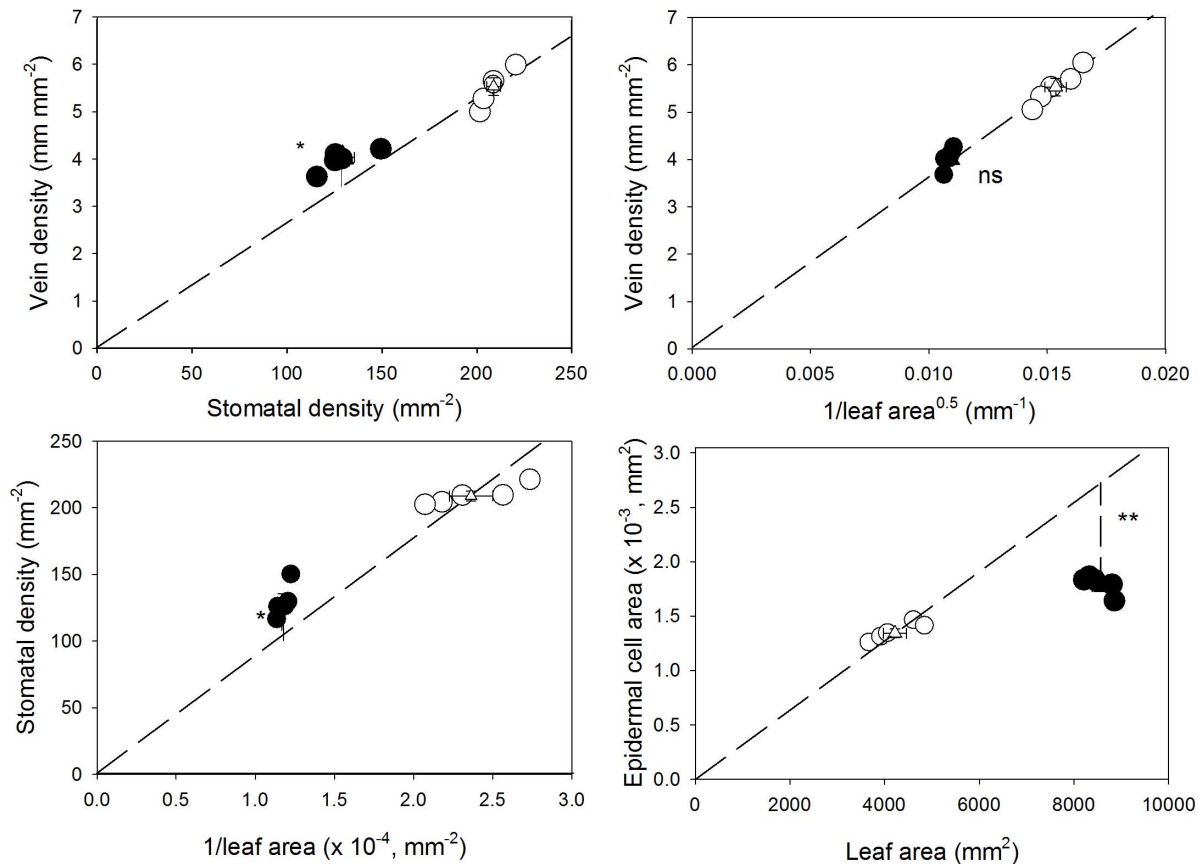 7
6
5
4
3
2
1
0
Vein density (mm mm⁻²)
*
0 50 100 150 200 250
Stomatal density (mm⁻²)
7
6
5
4
3
2
1
0
Vein density (mm mm⁻²)
ns
0.000 0.005 0.010 0.015 0.020
1/leaf area⁰·⁵ (mm⁻¹)
250
200
150
100
50
0
Stomatal density (mm⁻²)
*
0.0 0.5 1.0 1.5 2.0 2.5 3.0
1/leaf area (x 10⁻⁴, mm⁻²)
3.0
2.5
2.0
1.5
1.0
0.5
0.0
Epidermal cell area (x 10⁻³, mm²)
**
0 2000 4000 6000 8000 10000
Leaf area (mm²)